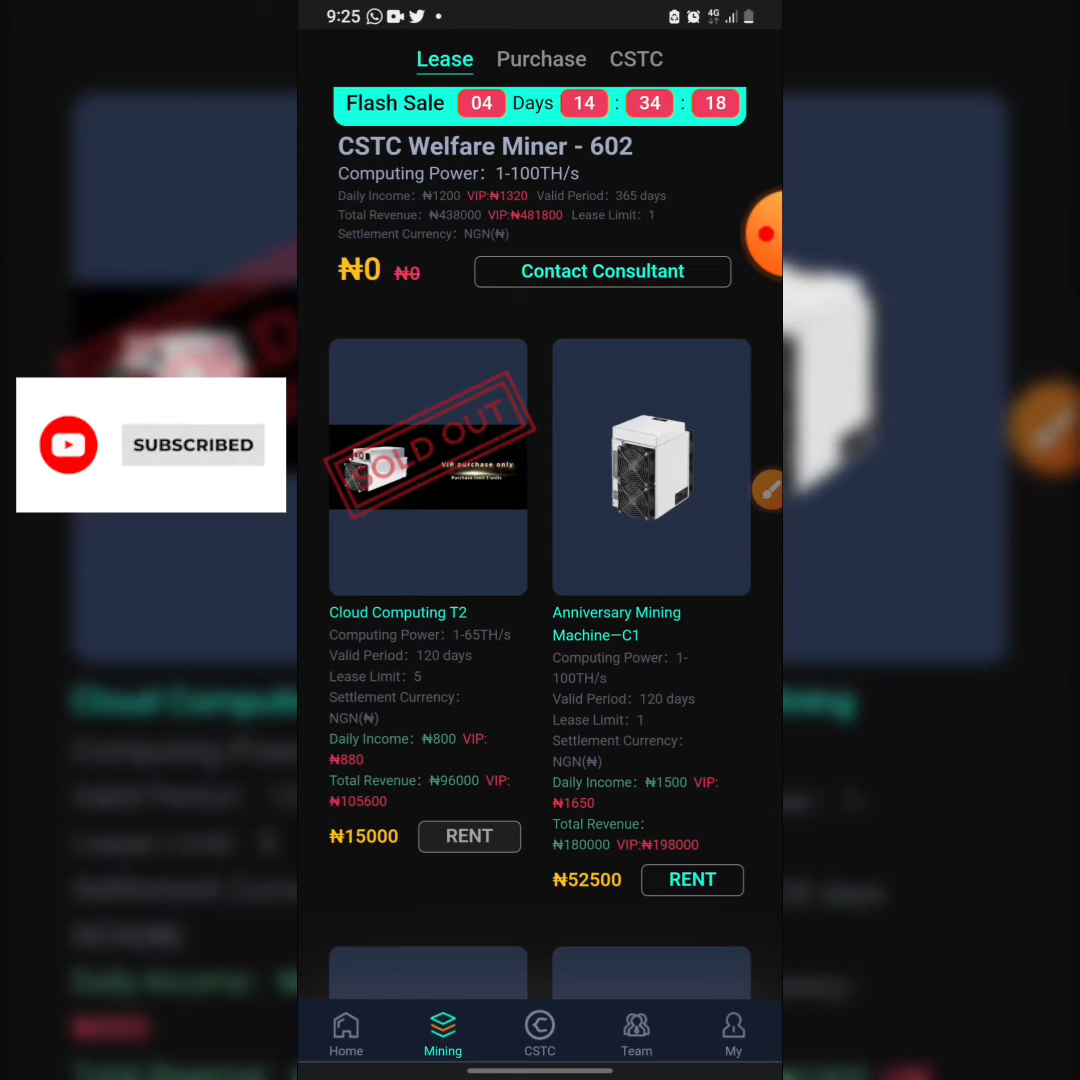 9:25
4G
Lease Purchase CSTC
Flash Sale 04 Days 14 : 34 : 18
CSTC Welfare Miner - 602
Computing Power：1-100TH/s
Daily Income：₦1200 VIP:₦1320 Valid Period：365 days
Total Revenue：₦438000 VIP:₦481800 Lease Limit：1
Settlement Currency：NGN(₦)
₦0 ₦0 Contact Consultant
SUBSCRIBED
SOLD OUT
VIP purchase only
Purchase limit 3 units
Cloud Computing T2
Computing Power：1-65TH/s
Valid Period：120 days
Lease Limit：5
Settlement Currency：
NGN(₦)
Daily Income：₦800 VIP:
₦880
Total Revenue：₦96000 VIP:
₦105600
₦15000 RENT
Anniversary Mining
Machine—C1
Computing Power：1-
100TH/s
Valid Period：120 days
Lease Limit：1
Settlement Currency：
NGN(₦)
Daily Income：₦1500 VIP:
₦1650
Total Revenue：
₦180000 VIP:₦198000
₦52500 RENT
Home Mining CSTC Team My